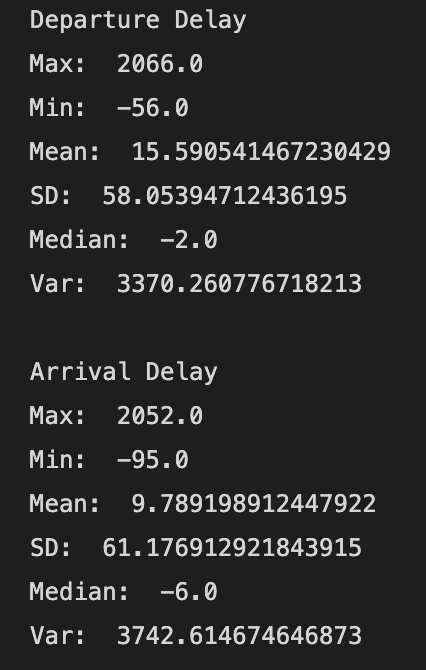 Departure Delay
Max:  2066.0
Min:  -56.0
Mean:  15.590541467230429
SD:  58.05394712436195
Median:  -2.0
Var:  3370.260776718213

Arrival Delay
Max:  2052.0
Min:  -95.0
Mean:  9.789198912447922
SD:  61.176912921843915
Median:  -6.0
Var:  3742.614674646873